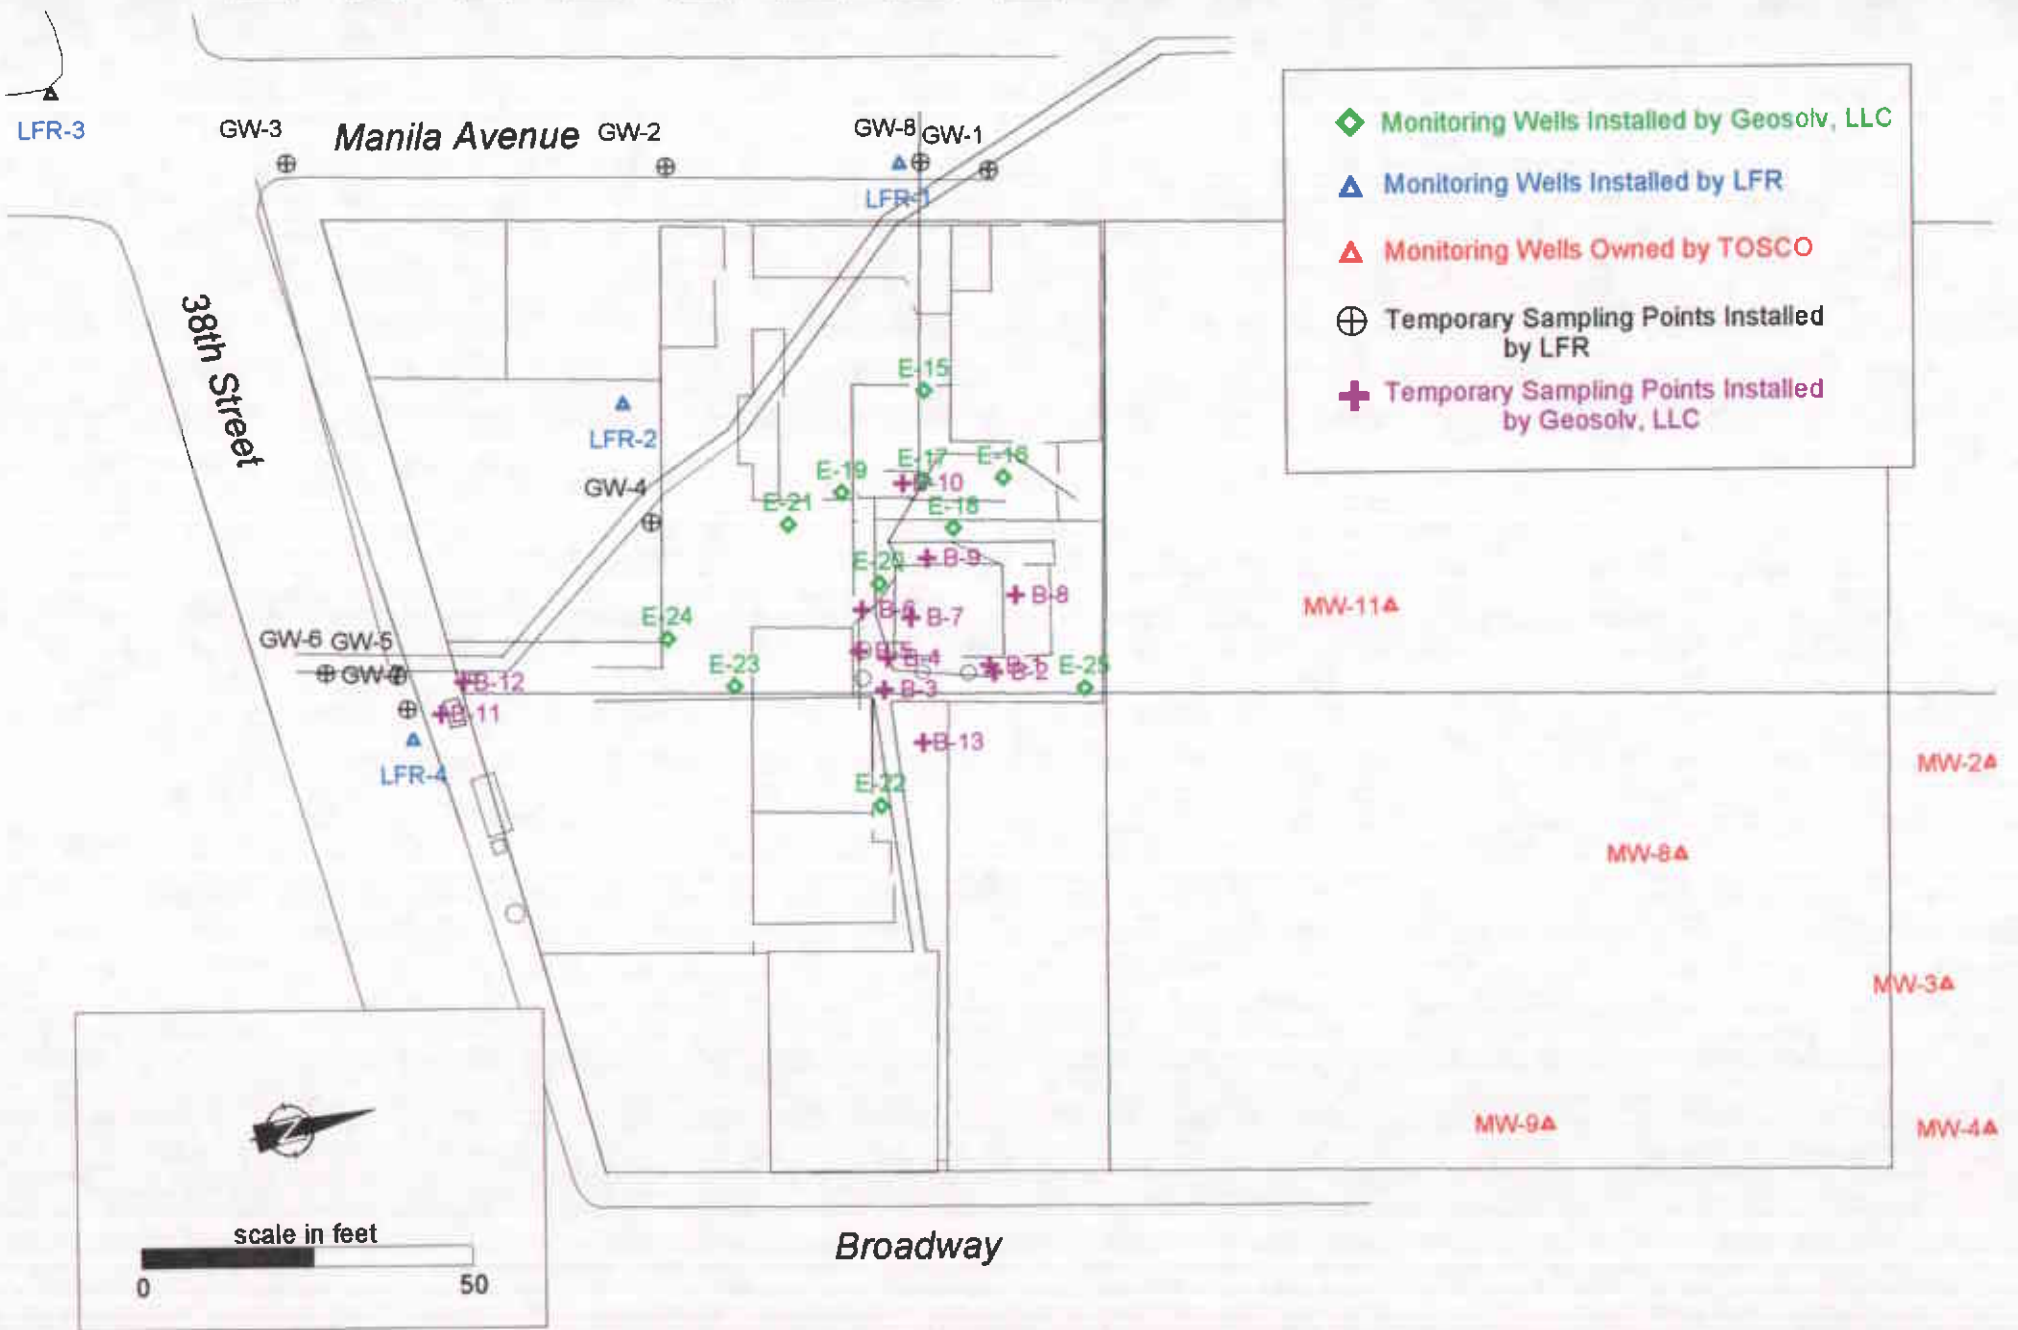 LFR-3
GW-3
Manila Avenue
GW-2
GW-8
GW-1
LFR-1
Monitoring Wells Installed by Geosolv, LLC
Monitoring Wells Installed by LFR
Monitoring Wells Owned by TOSCO
Temporary Sampling Points Installed
by LFR
Temporary Sampling Points Installed
by Geosolv, LLC
38th Street
E-15
LFR-2
E-17
E-16
E-19
B-10
GW-4
E-21
E-18
B-9
E-20
B-8
MW-11
B-6
B-7
E-24
GW-6
GW-5
B-5
B-4
B-1
B-2
E-23
E-25
B-12
B-3
B-11
B-13
LFR-4
E-22
MW-2
MW-8
MW-3
MW-9
MW-4
N
scale in feet
0
50
Broadway